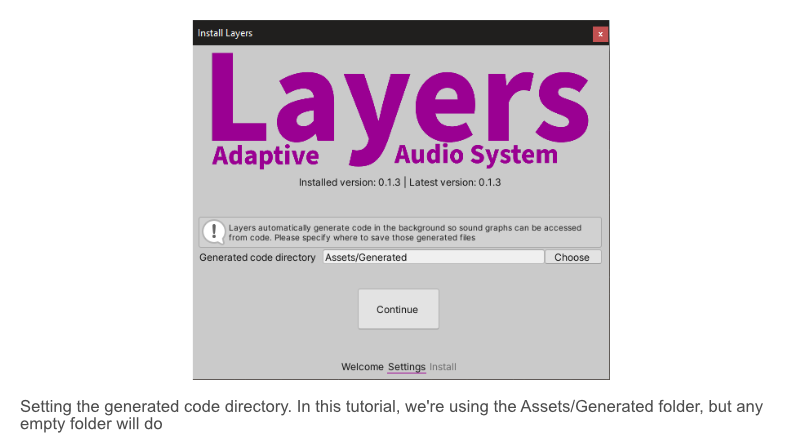 Install Layers
x
Layers
Adaptive Audio System
Installed version: 0.1.3 | Latest version: 0.1.3
! Layers automatically generate code in the background so sound graphs can be accessed
from code. Please specify where to save those generated files
Generated code directory Assets/Generated Choose
Continue
Welcome Settings Install
Setting the generated code directory. In this tutorial, we're using the Assets/Generated folder, but any
empty folder will do